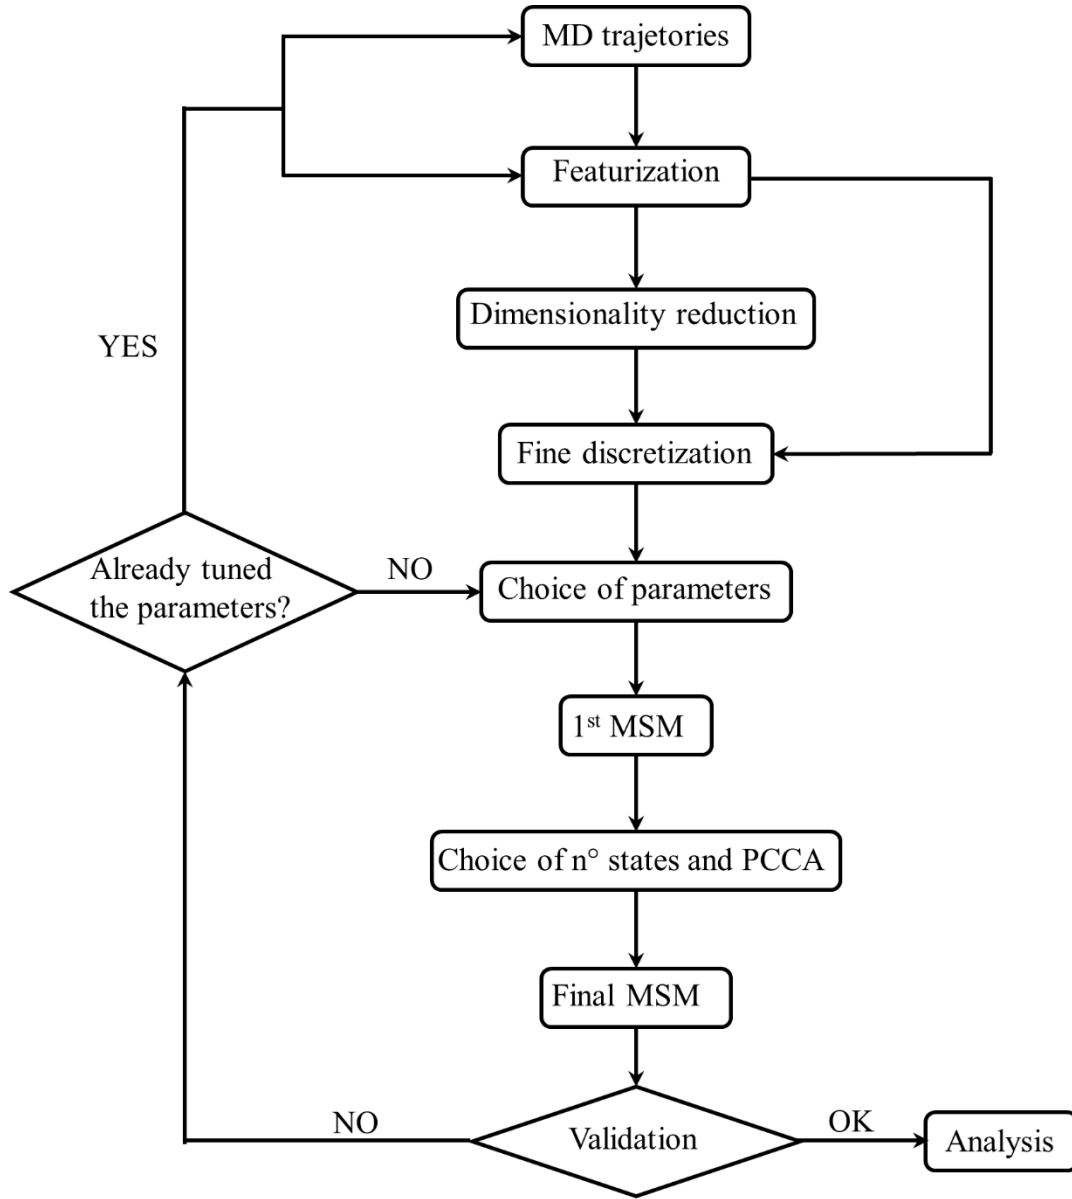 MD trajetories
Featurization
Dimensionality reduction
YES
Fine discretization
Already tuned
the parameters?
NO
Choice of parameters
1st MSM
Choice of n° states and PCCA
Final MSM
NO
Validation
OK
Analysis